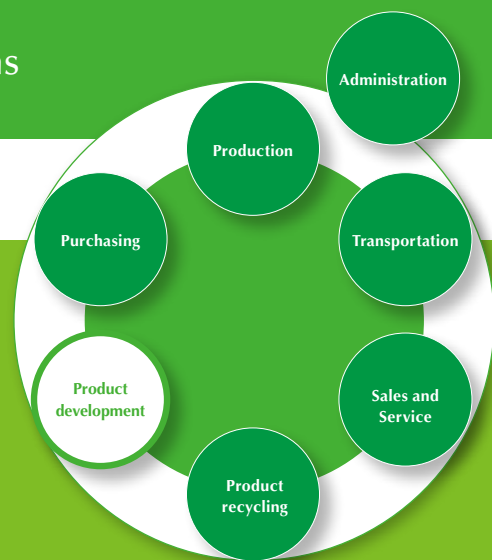 Administration
Production
Purchasing
Transportation
Product
development
Sales and
Service
Product
recycling